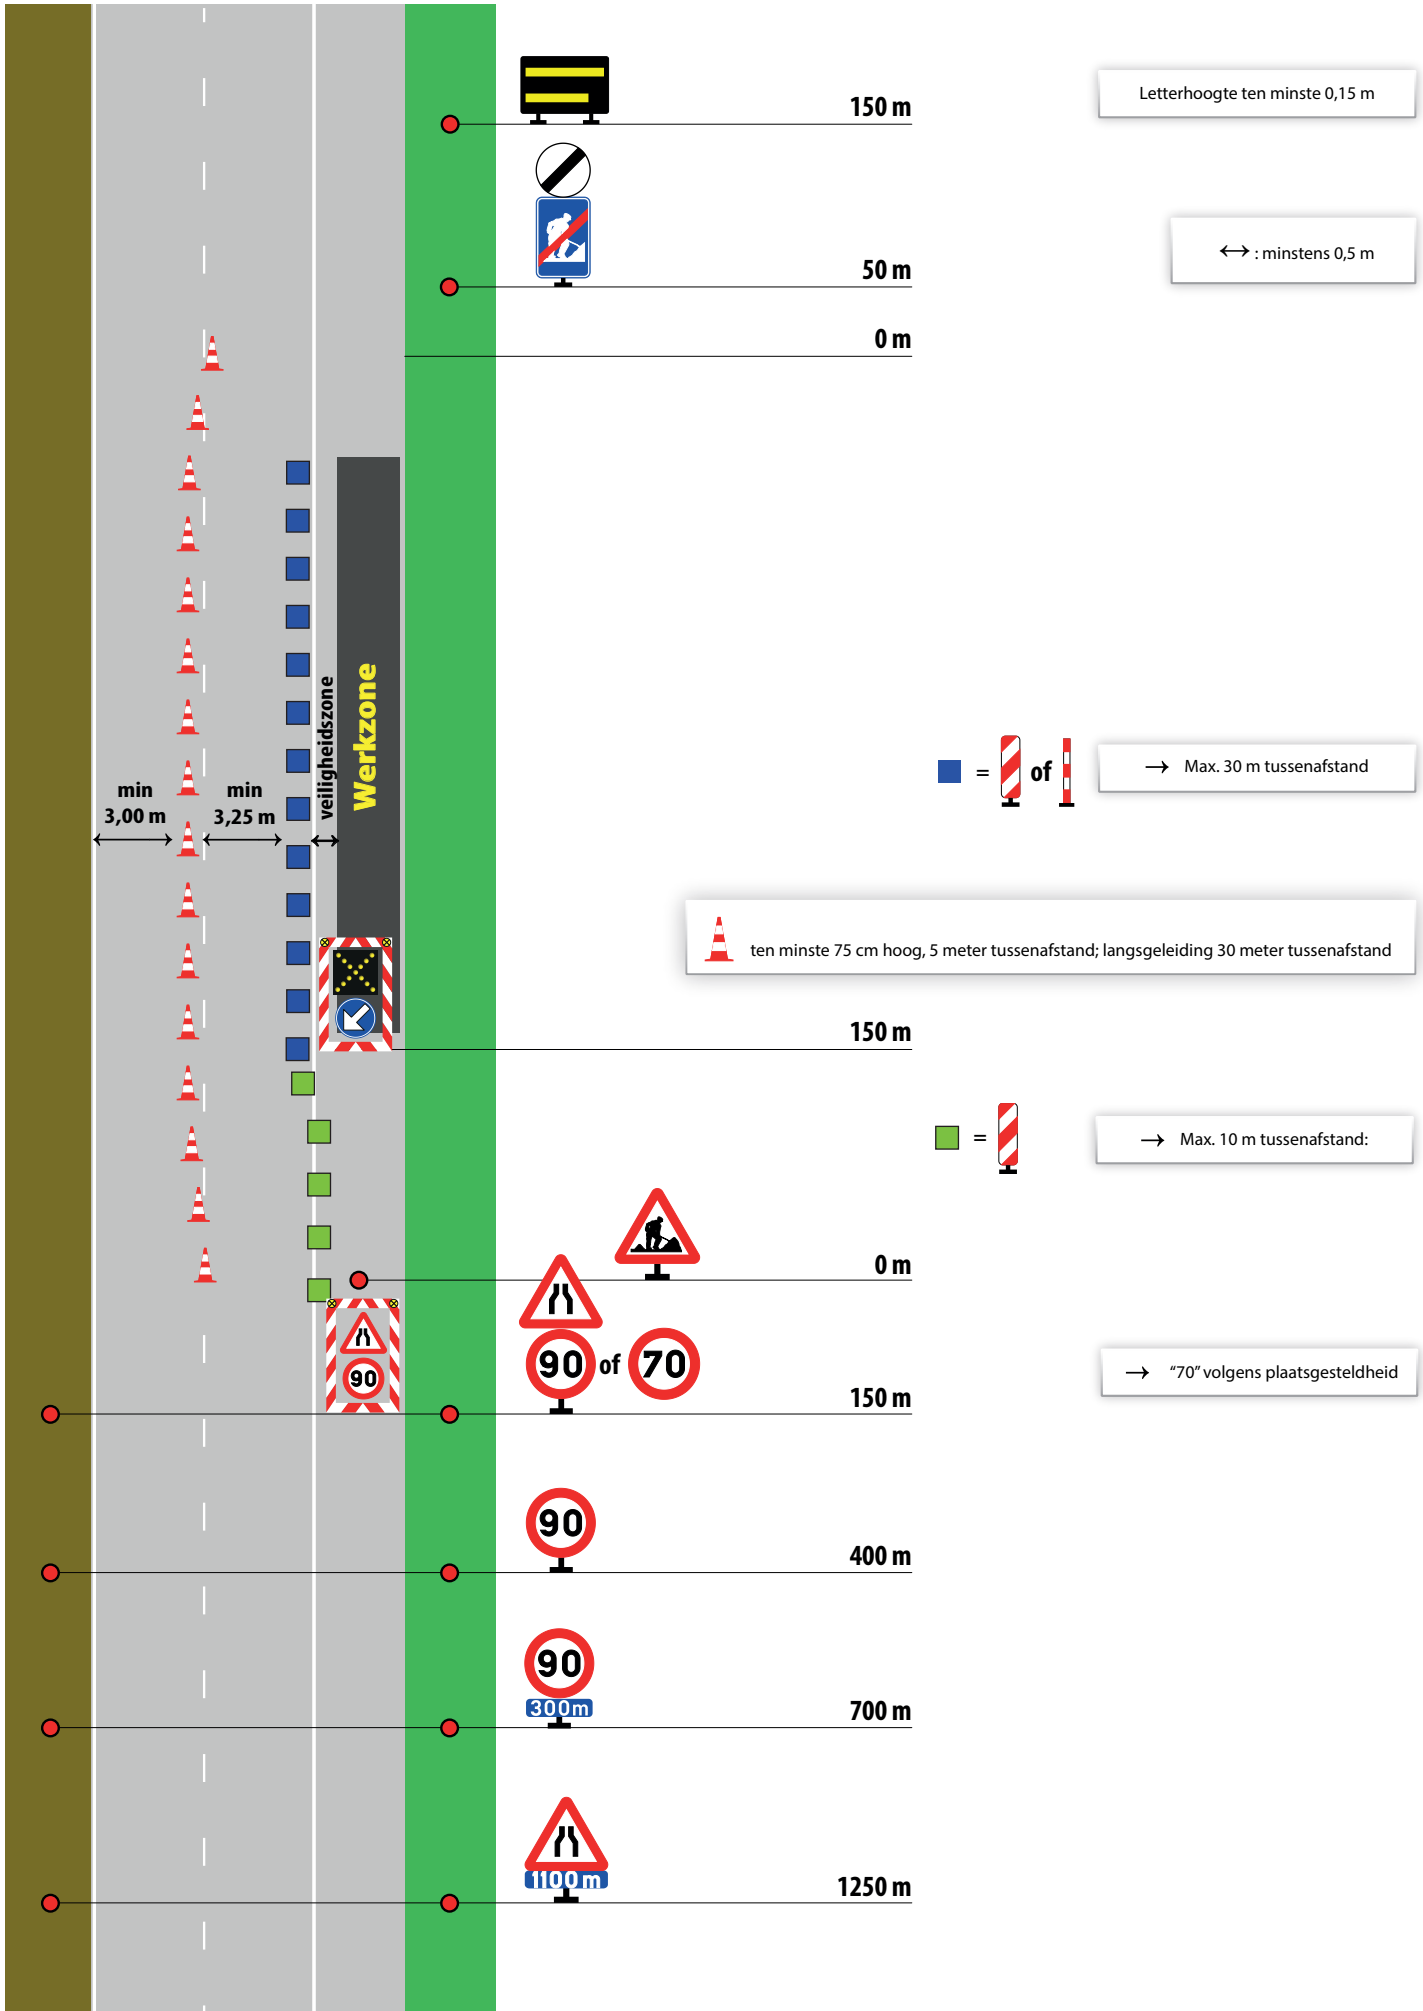 150 m
Letterhoogte ten minste 0,15 m
50 m
↔ : minstens 0,5 m
0 m
veiligheidszone
Werkzone
min
3,00 m
min
3,25 m
= of
→ Max. 30 m tussenafstand
ten minste 75 cm hoog, 5 meter tussenafstand; langsgeleiding 30 meter tussenafstand
150 m
=
→ Max. 10 m tussenafstand:
0 m
90
90 of 70
→ “70” volgens plaatsgesteldheid
150 m
90
400 m
90
300m
700 m
1100 m
1250 m